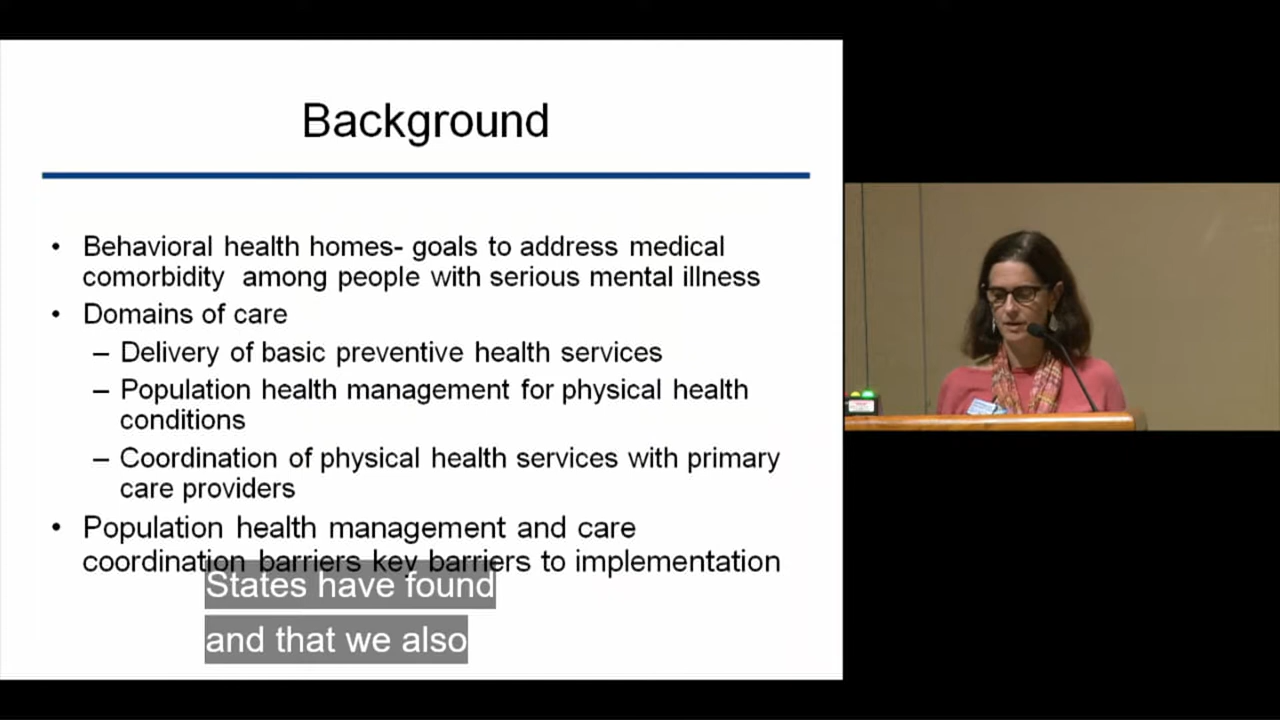 Background
• Behavioral health homes- goals to address medical
comorbidity among people with serious mental illness
• Domains of care
– Delivery of basic preventive health services
– Population health management for physical health
conditions
– Coordination of physical health services with primary
care providers
• Population health management and care
coordination barriers key barriers to implementation
States have found
and that we also